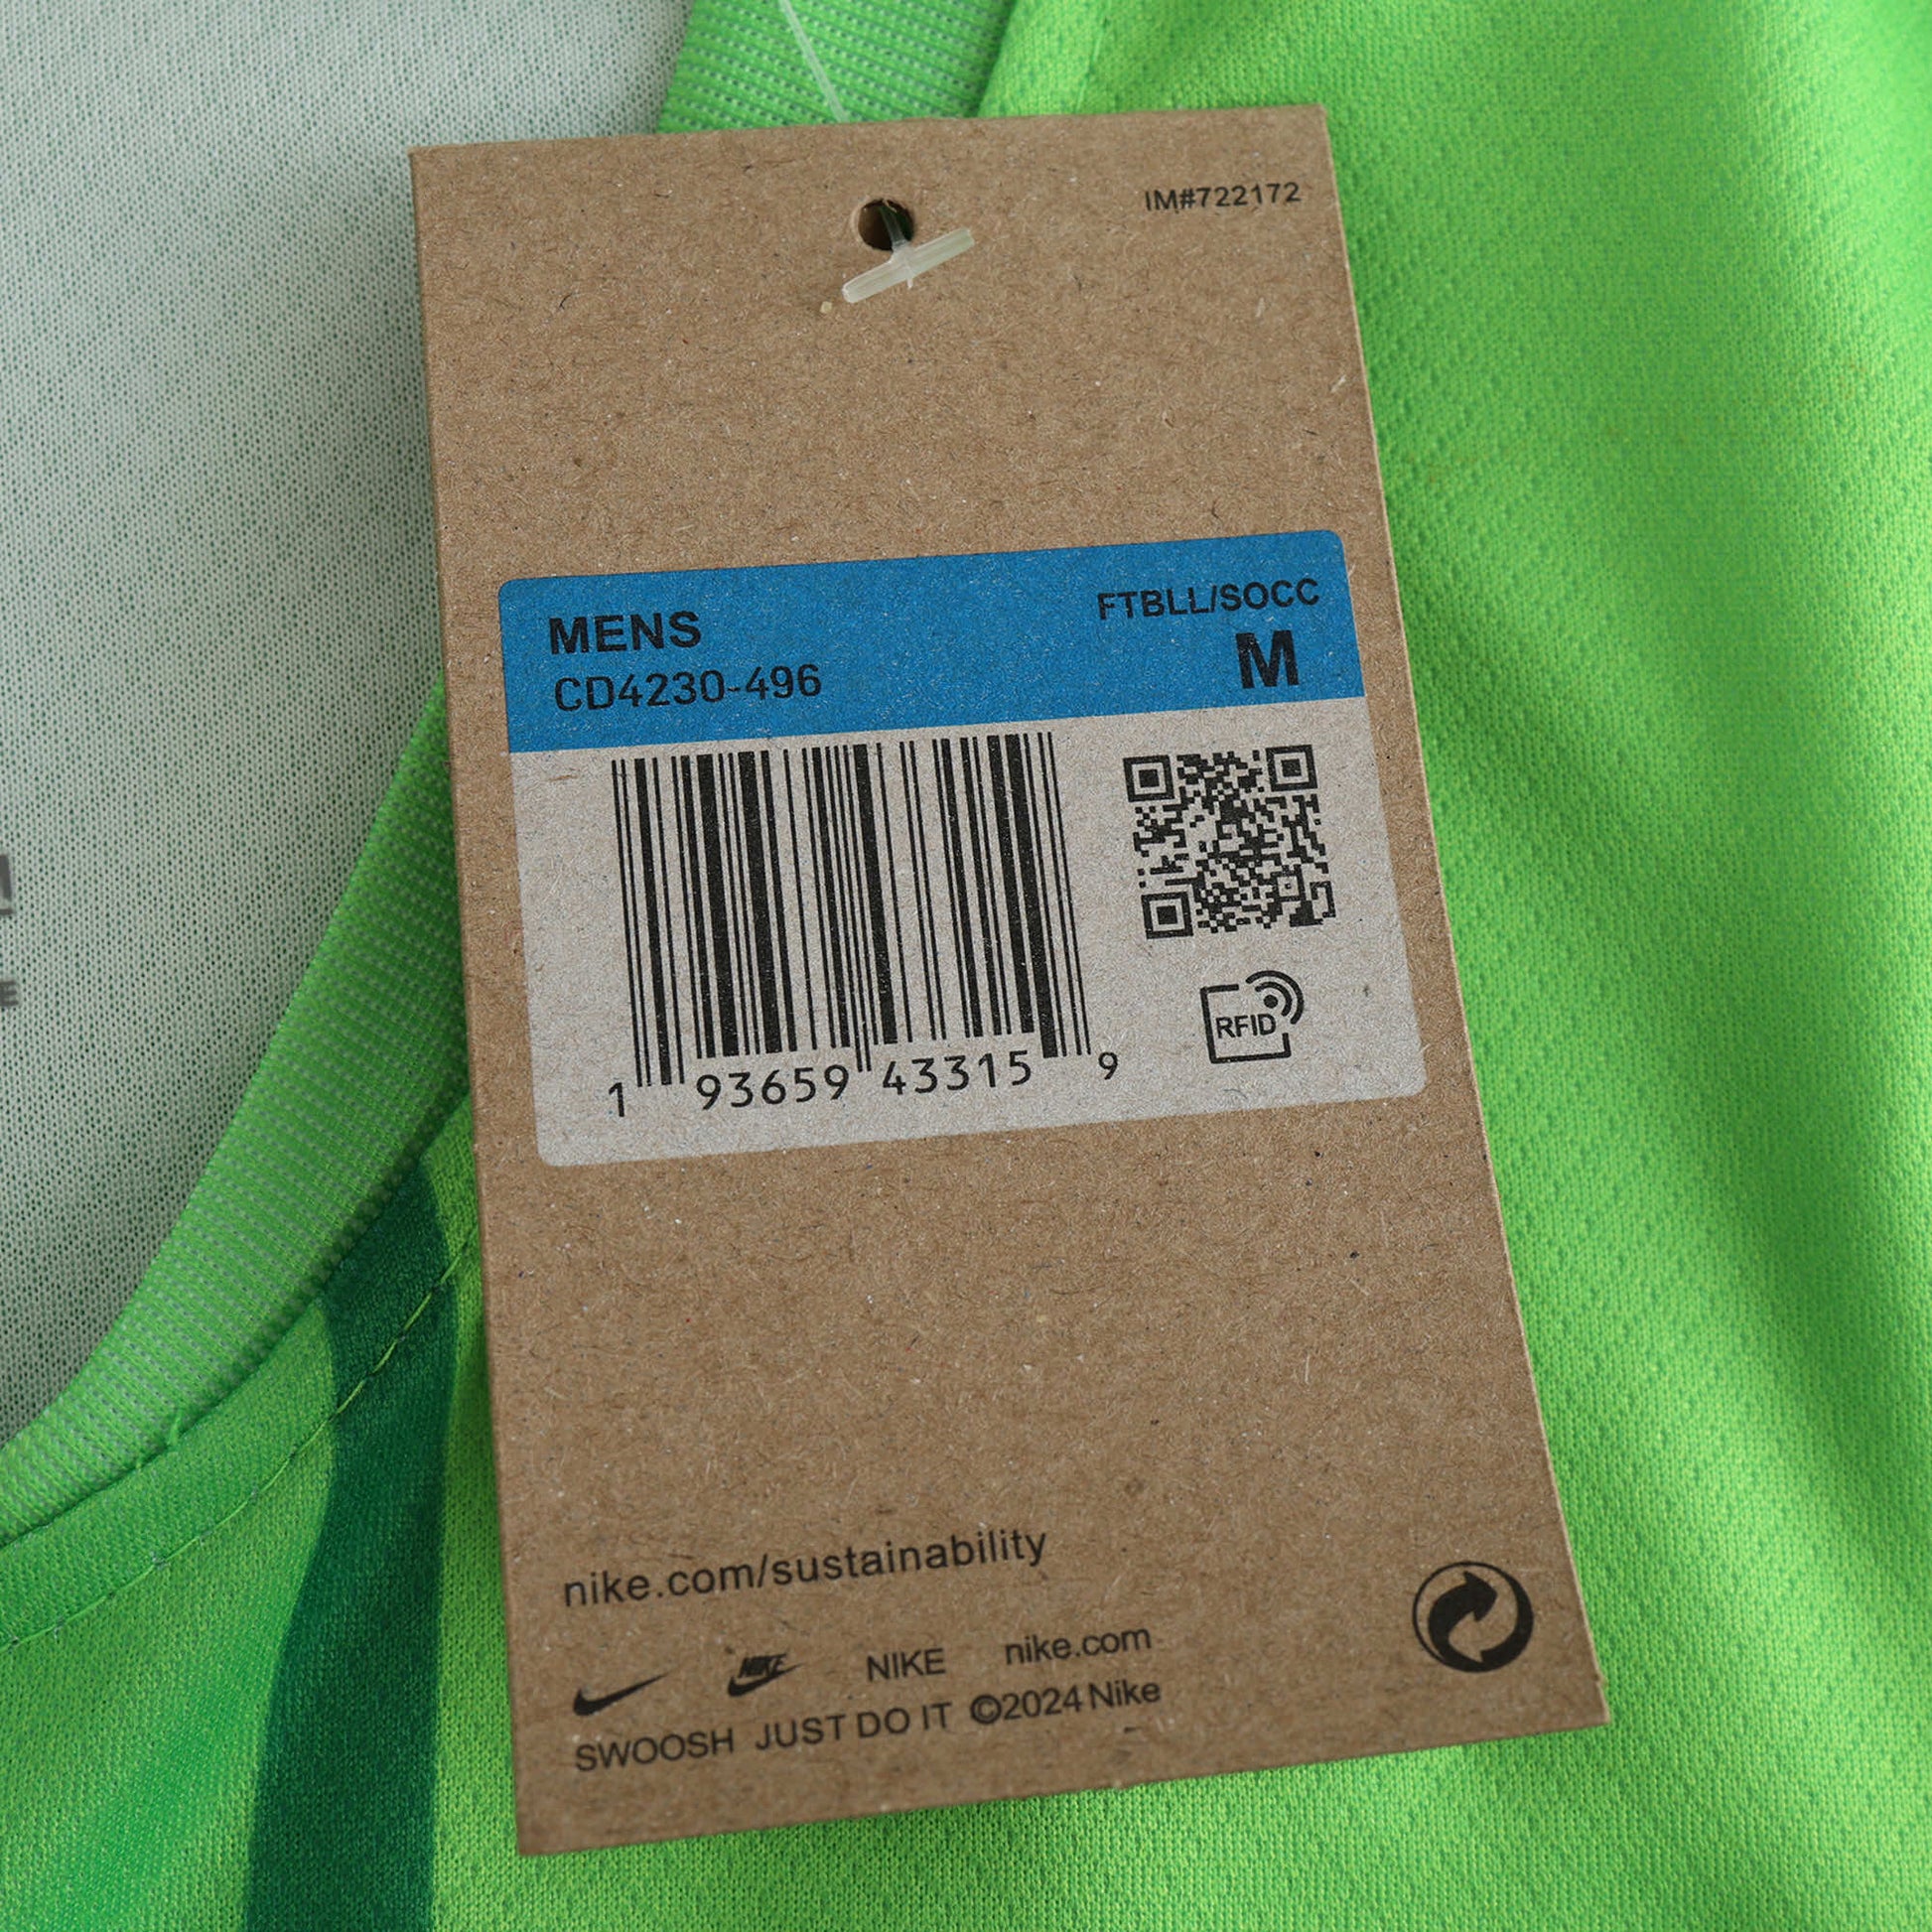 IM#722172
MENS FTBLL/SOCC
CD4230-496 M
1 93659 43315 9
RFID
nike.com/sustainability
NIKE NIKE nike.com
SWOOSH JUST DO IT ©2024 Nike
E